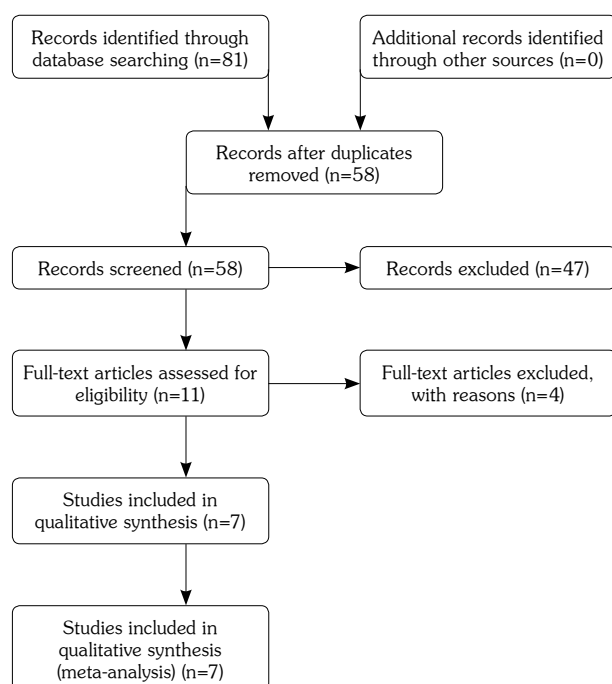 Records identified through
database searching (n=81)
Additional records identified
through other sources (n=0)
Records after duplicates
removed (n=58)
Records screened (n=58)
Records excluded (n=47)
Full-text articles assessed for
eligibility (n=11)
Full-text articles excluded,
with reasons (n=4)
Studies included in
qualitative synthesis (n=7)
Studies included in
qualitative synthesis
(meta-analysis) (n=7)